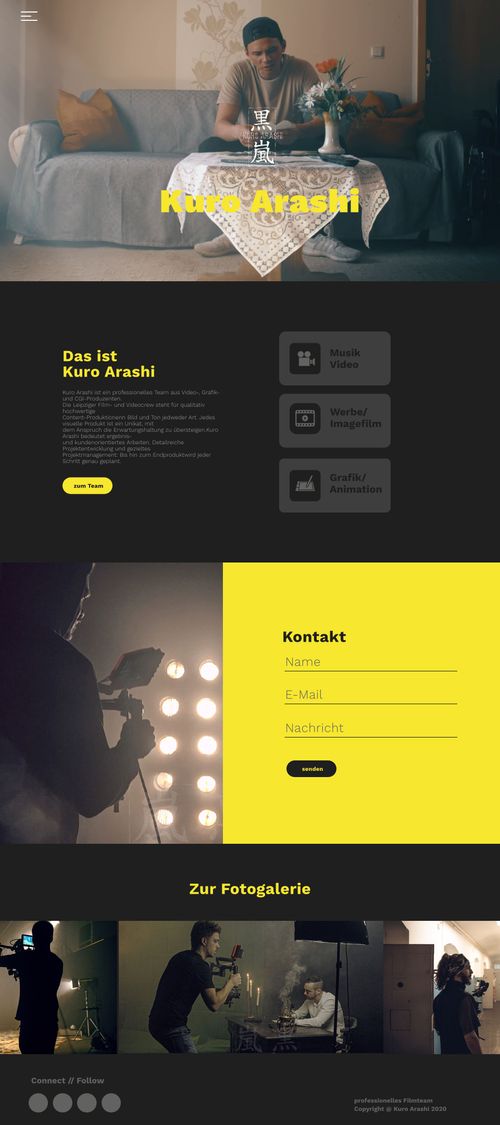 黒
KURO ARASHI
嵐
Kuro Arashi
Das ist
Kuro Arashi
Kuro Arashi ist ein professionelles Team aus Video-, Grafik-
und CGI-Produzenten.
Die Leipziger Film- und Videocrew steht für qualitativ
hochwertige
Content-Produktionenn Bild und Ton jedweder Art. Jedes
visuelle Produkt ist ein Unikat, mit
dem Anspruch die Erwartungshaltung zu übersteigen.Kuro
Arashi bedeutet ergebnis-
und kundenorientiertes Arbeiten. Detailreiche
Projektentwicklung und gezieltes
Projektmanagement: Bis hin zum Endproduktwird jeder
Schritt genau geplant.
zum Team
Musik
Video
Werbe/
Imagefilm
Grafik/
Animation
Kontakt
Name
E-Mail
Nachricht
senden
Zur Fotogalerie
Connect // Follow
professionelles Filmteam
Copyright @ Kuro Arashi 2020